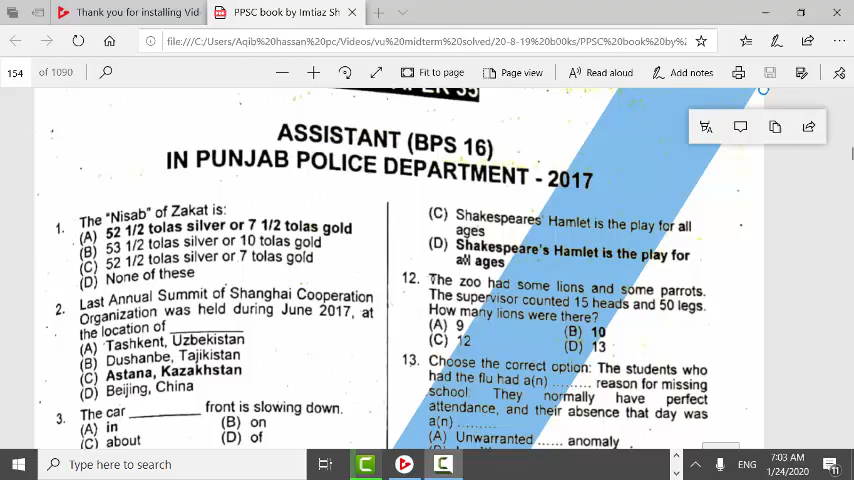 Thank you for installing Vid
PPSC book by Imtiaz Sh
file:///C:/Users/Aqib%20hassan%20pc/Videos/vu%20midterm%20solved/20-8-19%20b00ks/PPSC%20book%20by%2
154 of 1090
Fit to page
Page view
Read aloud
Add notes
ASSISTANT (BPS 16)
IN PUNJAB POLICE DEPARTMENT - 2017
1. The "Nisab" of Zakat is:
(A) 52 1/2 tolas silver or 7 1/2 tolas gold
(B) 53 1/2 tolas silver or 10 tolas gold
(C) 52 1/2 tolas silver or 7 tolas gold
(D) None of these
2. Last Annual Summit of Shanghai Cooperation
Organization was held during June 2017, at
the location of ____________
(A) Tashkent, Uzbekistan
(B) Dushanbe, Tajikistan
(C) Astana, Kazakhstan
(D) Beijing, China
3. The car ____________ front is slowing down.
(A) in (B) on
(C) about (D) of
(C) Shakespeares' Hamlet is the play for all
ages
(D) Shakespeare's Hamlet is the play for
all ages
12. The zoo had some lions and some parrots.
The supervisor counted 15 heads and 50 legs.
How many lions were there?
(A) 9 (B) 10
(C) 12 (D) 13
13. Choose the correct option: The students who
had the flu had a(n) ......... reason for missing
school: They normally have perfect
attendance, and their absence that day was
a(n) .........
(A) Unwarranted ...... anomaly
Type here to search
ENG
7:03 AM
1/24/2020
11